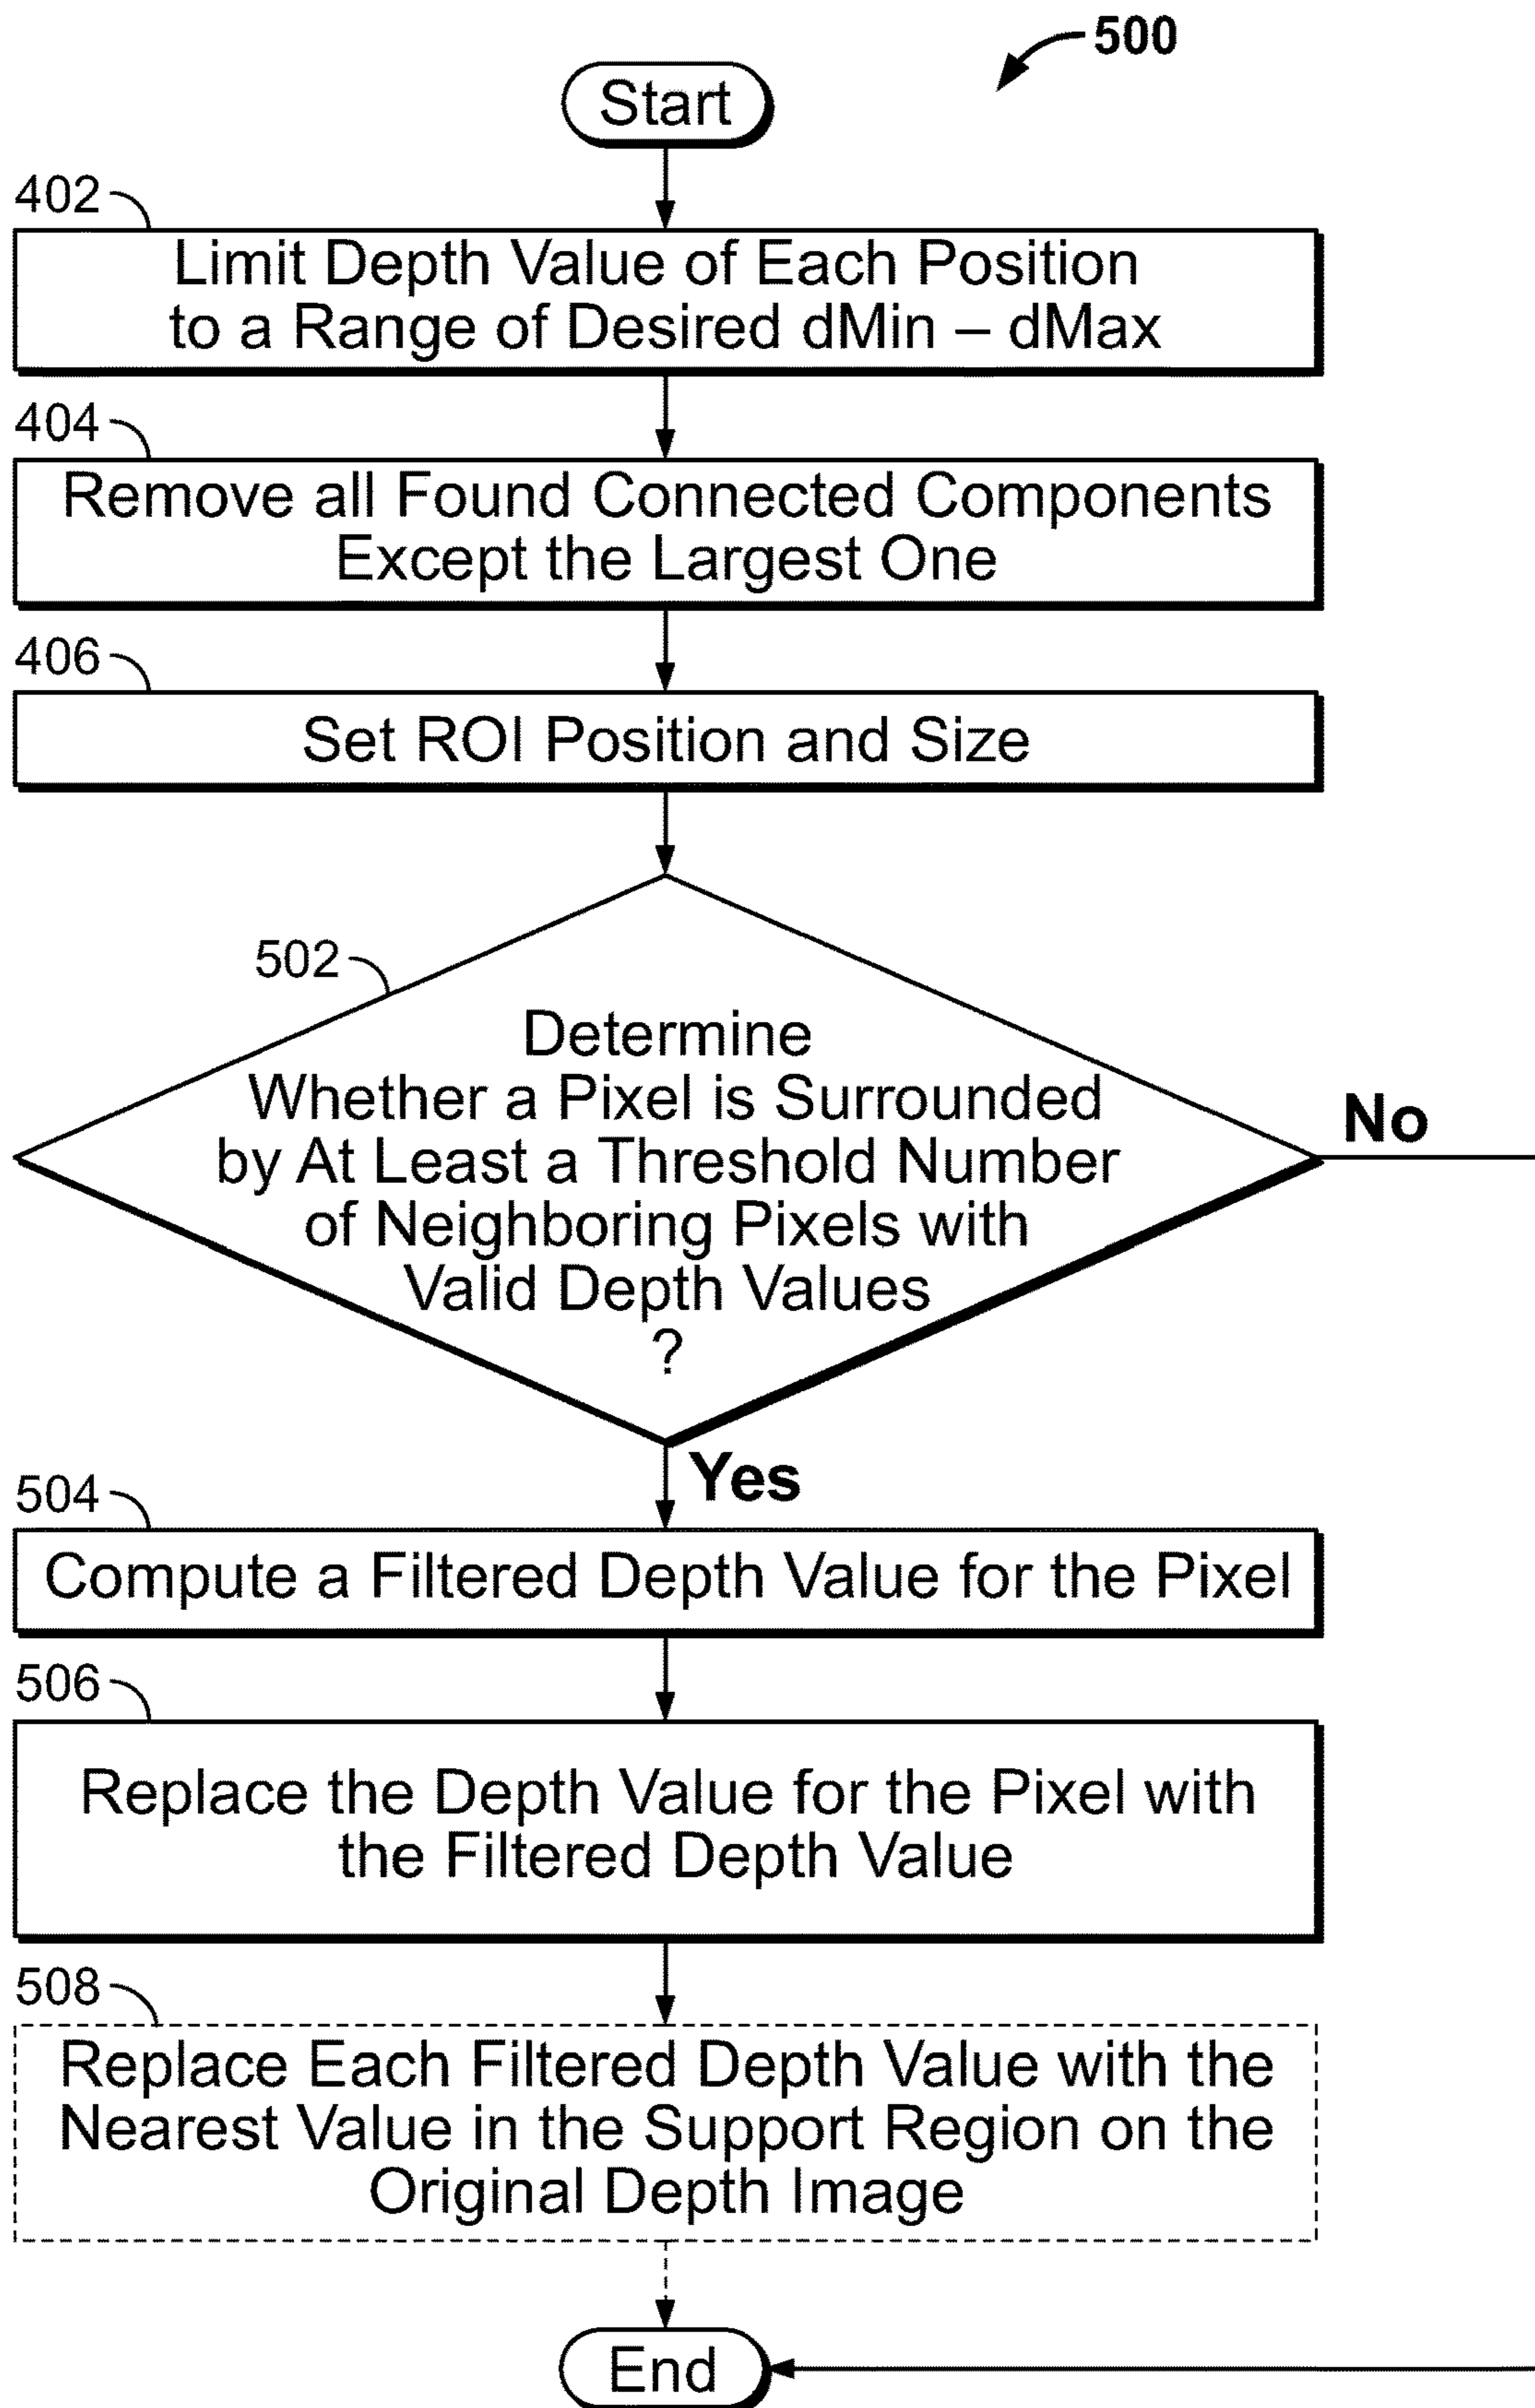 500
Start
402
Limit Depth Value of Each Position
to a Range of Desired dMin – dMax
404
Remove all Found Connected Components
Except the Largest One
406
Set ROI Position and Size
502
Determine
Whether a Pixel is Surrounded
by At Least a Threshold Number
of Neighboring Pixels with
Valid Depth Values
?
No
Yes
504
Compute a Filtered Depth Value for the Pixel
506
Replace the Depth Value for the Pixel with
the Filtered Depth Value
508
Replace Each Filtered Depth Value with the
Nearest Value in the Support Region on the
Original Depth Image
End